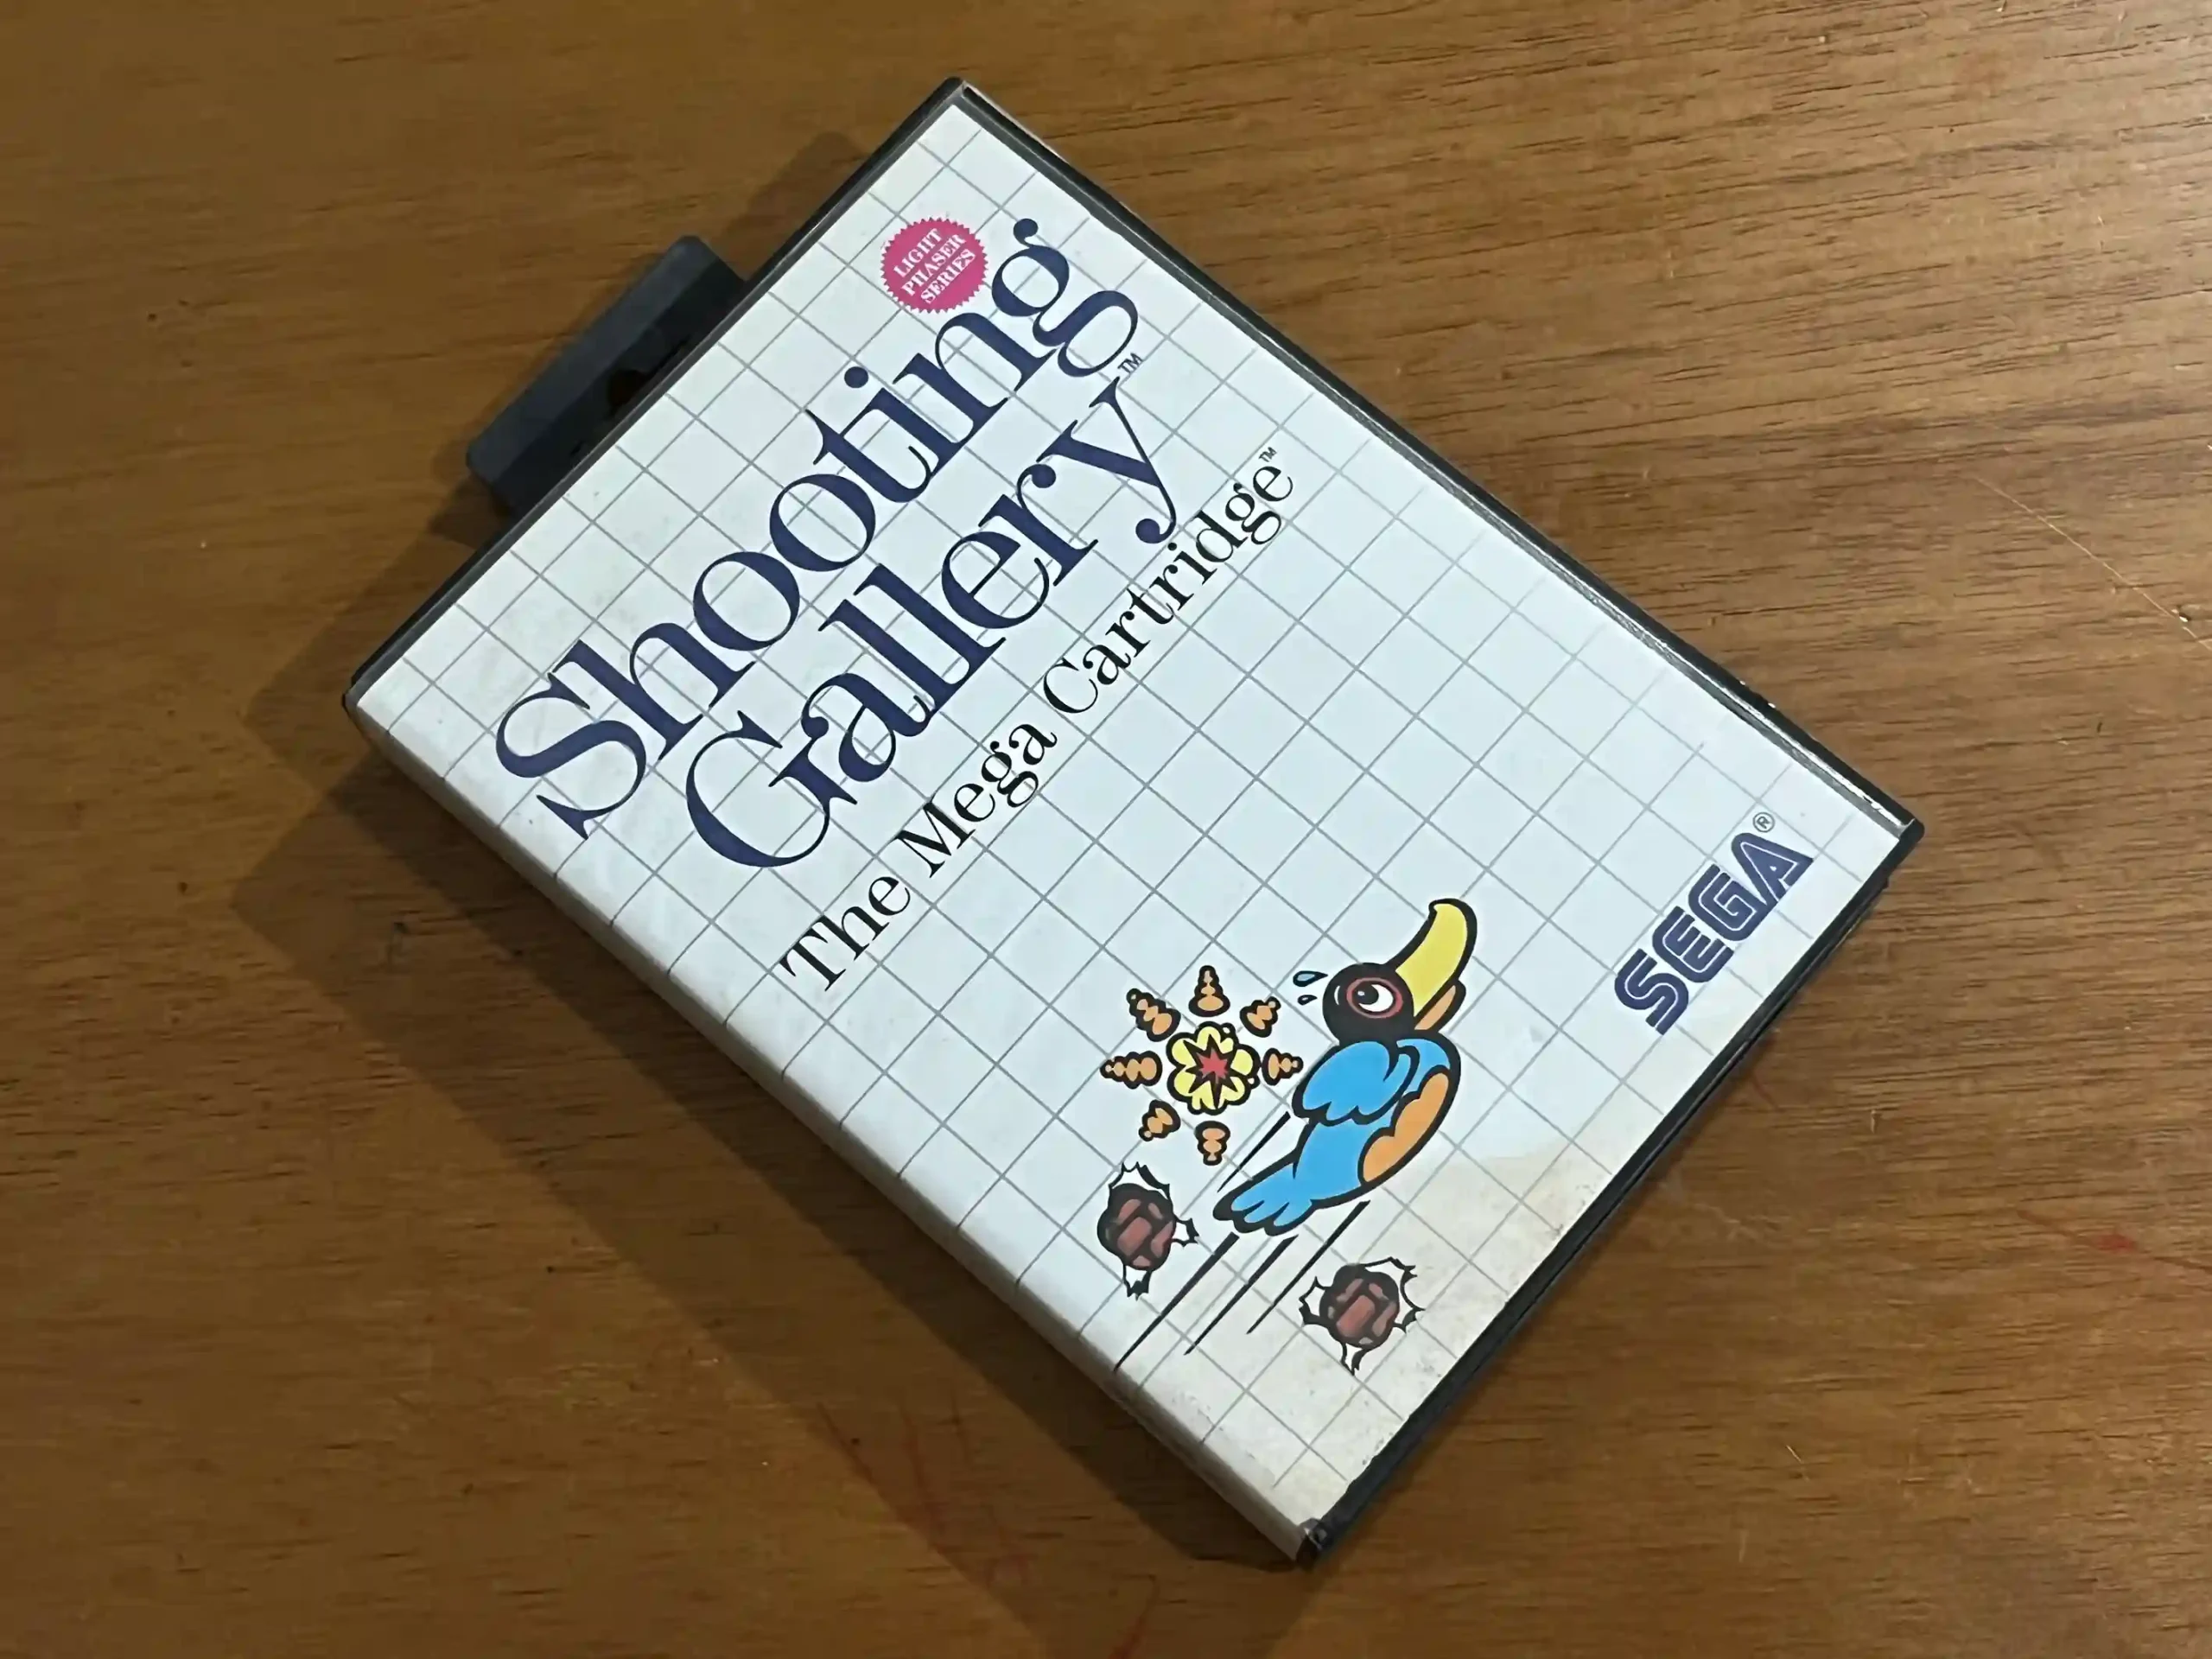 LIGHT
PHASER
SERIES
Shooting
Gallery™
The Mega Cartridge™
SEGA®